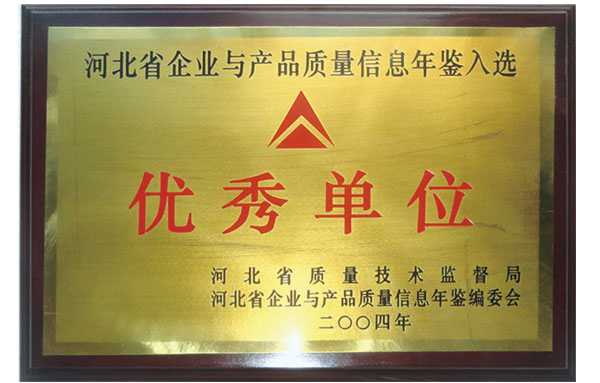 河北省企业与产品质量信息年鉴入选
优秀单位
河北省质量技术监督局
河北省企业与产品质量信息年鉴编委会
二〇〇四年